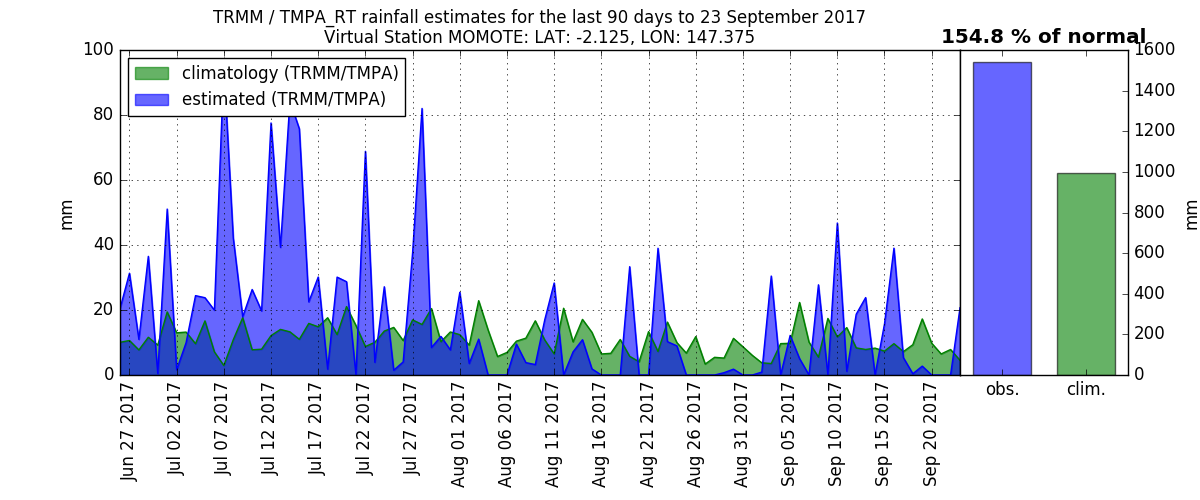 TRMM / TMPA_RT rainfall estimates for the last 90 days to 23 September 2017
Virtual Station MOMOTE: LAT: -2.125, LON: 147.375
154.8 % of normal
climatology (TRMM/TMPA)
estimated (TRMM/TMPA)
100
80
60
40
20
0
mm
Jun 27 2017
Jul 02 2017
Jul 07 2017
Jul 12 2017
Jul 17 2017
Jul 22 2017
Jul 27 2017
Aug 01 2017
Aug 06 2017
Aug 11 2017
Aug 16 2017
Aug 21 2017
Aug 26 2017
Aug 31 2017
Sep 05 2017
Sep 10 2017
Sep 15 2017
Sep 20 2017
1600
1400
1200
1000
800
600
400
200
0
mm
obs.
clim.